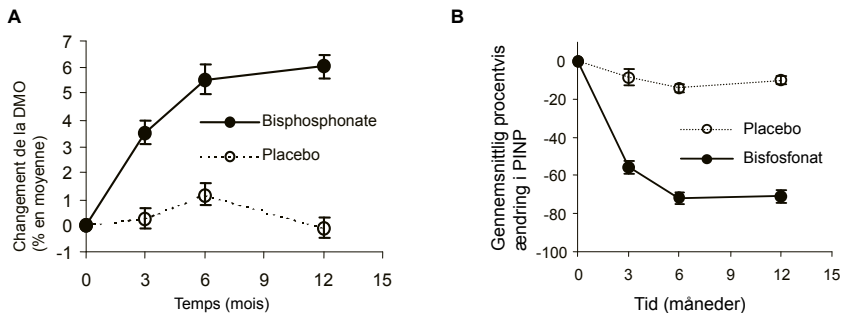 A
Changement de la DMO
(% en moyenne)
7
6
5
4
3
2
1
0
-1
Bisphosphonate
Placebo
0 3 6 9 12 15
Temps (mois)
B
Gennemsnittlig procentvis
ændring i PINP
0
-20
-40
-60
-80
-100
Placebo
Bisfosfonat
0 3 6 9 12 15
Tid (måneder)